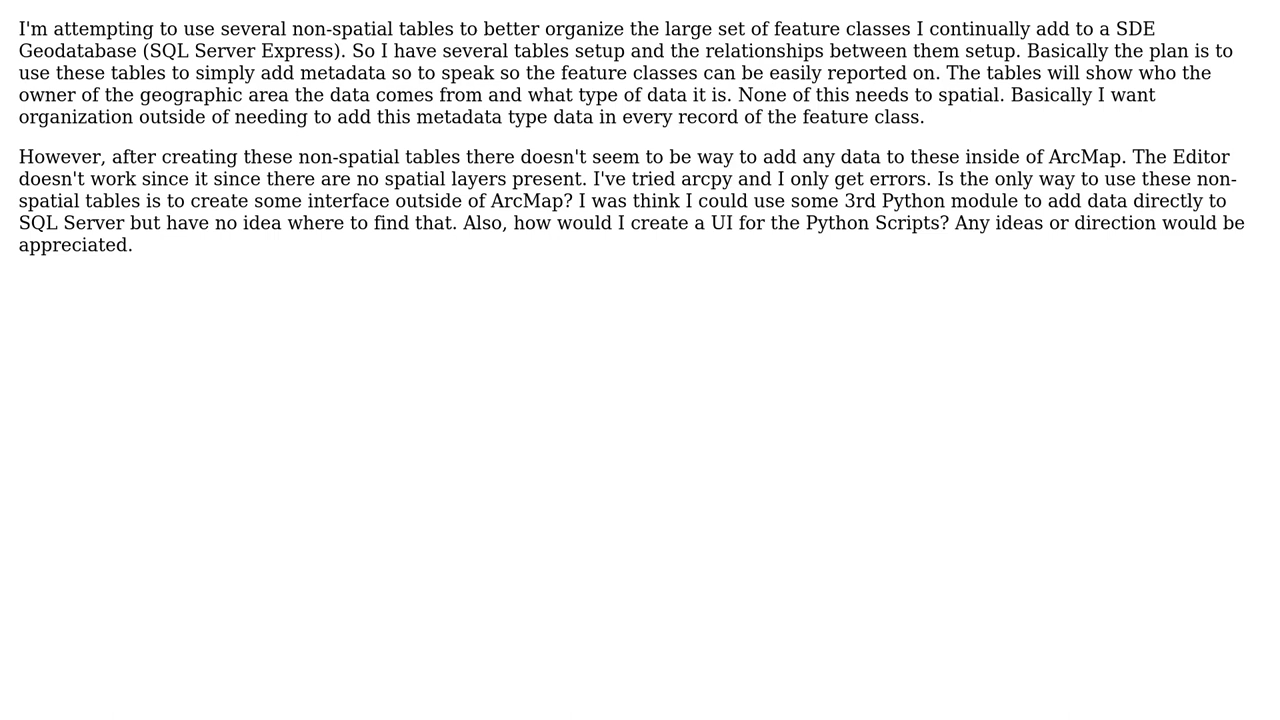 I'm attempting to use several non-spatial tables to better organize the large set of feature classes I continually add to a SDE
Geodatabase (SQL Server Express). So I have several tables setup and the relationships between them setup. Basically the plan is to
use these tables to simply add metadata so to speak so the feature classes can be easily reported on. The tables will show who the
owner of the geographic area the data comes from and what type of data it is. None of this needs to spatial. Basically I want
organization outside of needing to add this metadata type data in every record of the feature class.
However, after creating these non-spatial tables there doesn't seem to be way to add any data to these inside of ArcMap. The Editor
doesn't work since it since there are no spatial layers present. I've tried arcpy and I only get errors. Is the only way to use these non-
spatial tables is to create some interface outside of ArcMap? I was think I could use some 3rd Python module to add data directly to
SQL Server but have no idea where to find that. Also, how would I create a UI for the Python Scripts? Any ideas or direction would be
appreciated.